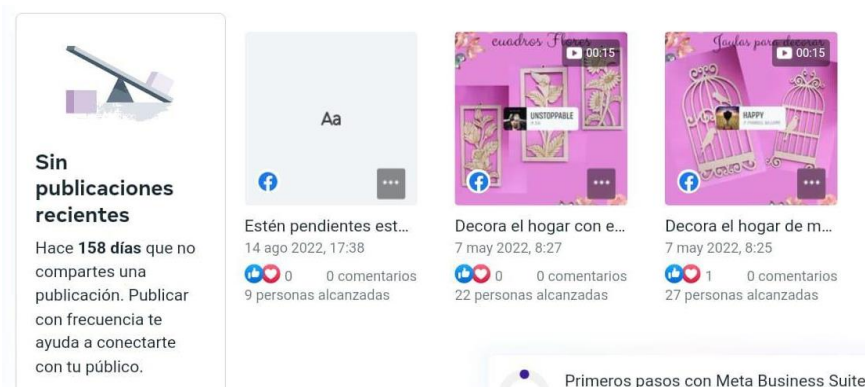 Sin
publicaciones
recientes
Hace 158 días que no
compartes una
publicación. Publicar
con frecuencia te
ayuda a conectarte
con tu público.
Aa
Estén pendientes est...
14 ago 2022, 17:38
0 0 comentarios
9 personas alcanzadas
cuadros Flores
00:15
UNSTOPPABLE
Decora el hogar con e...
7 may 2022, 8:27
0 0 comentarios
22 personas alcanzadas
Jaulas para decorar
00:15
HAPPY
Decora el hogar de m...
7 may 2022, 8:25
1 0 comentarios
27 personas alcanzadas
Primeros pasos con Meta Business Suite